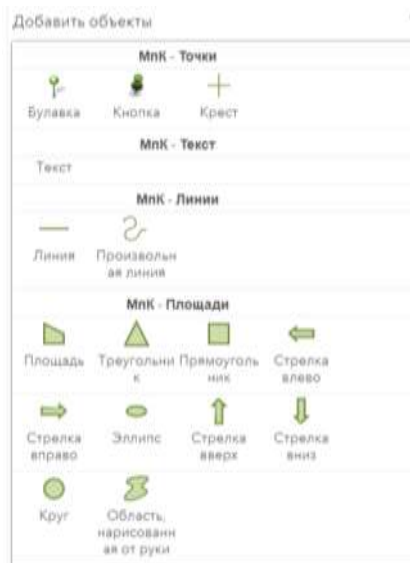 Добавить объекты
МпК - Точки
Булавка Кнопка Крест
МпК - Текст
Текст
МпК - Линии
Линия Произвольн
ая линия
МпК - Площади
Площадь Треугольни Прямоуголь Стрелка
к ник влево
Стрелка Эллипс Стрелка Стрелка
вправо вверх вниз
Круг Область,
нарисованн
ая от руки